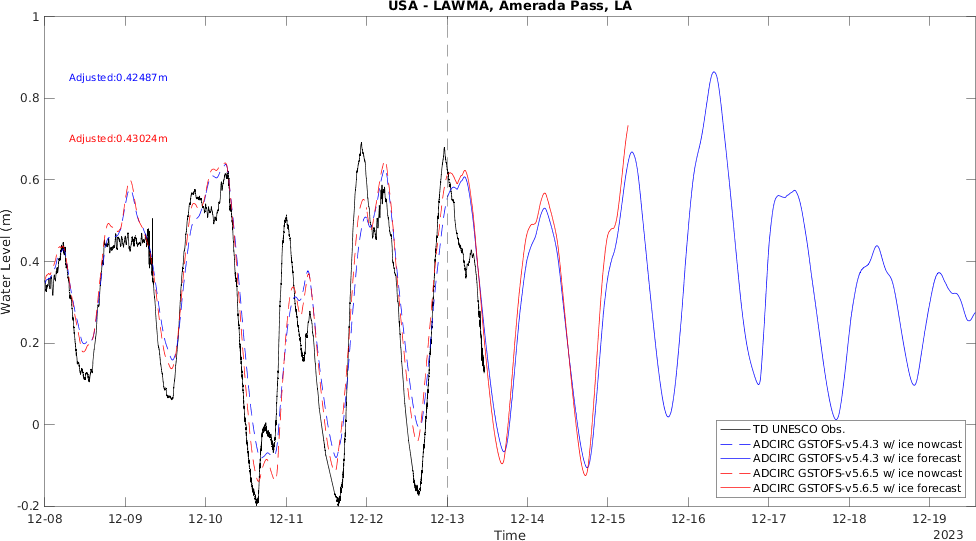 USA - LAWMA, Amerada Pass, LA
1
Adjusted:0.42487m
0.8
Adjusted:0.43024m
0.6
Water Level (m)
0.4
0.2
0
-0.2
TD UNESCO Obs.
ADCIRC GSTOFS-v5.4.3 w/ ice nowcast
ADCIRC GSTOFS-v5.4.3 w/ ice forecast
ADCIRC GSTOFS-v5.6.5 w/ ice nowcast
ADCIRC GSTOFS-v5.6.5 w/ ice forecast
12-08 12-09 12-10 12-11 12-12 12-13 12-14 12-15 12-16 12-17 12-18 12-19
Time
2023